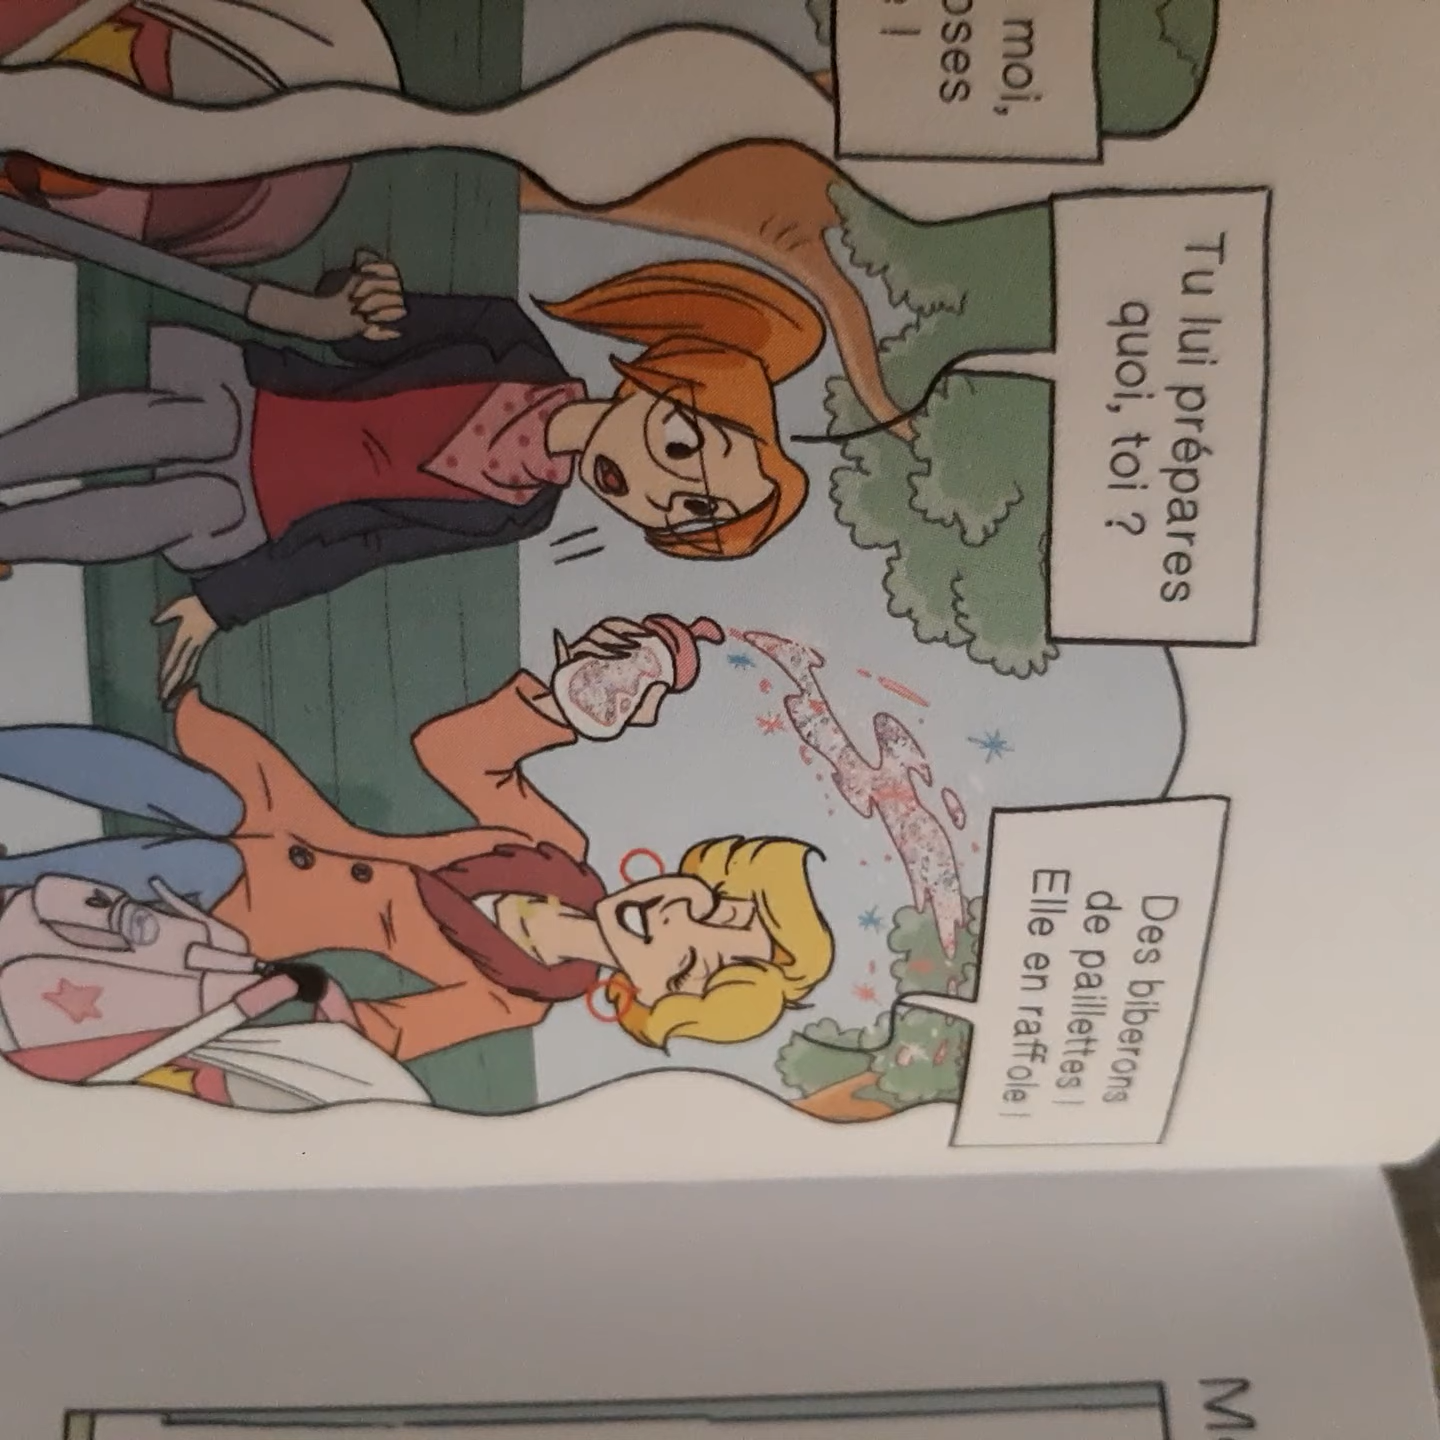 moi,
oses
!
Tu lui prépares
quoi, toi ?
Des biberons
de paillettes !
Elle en raffole !